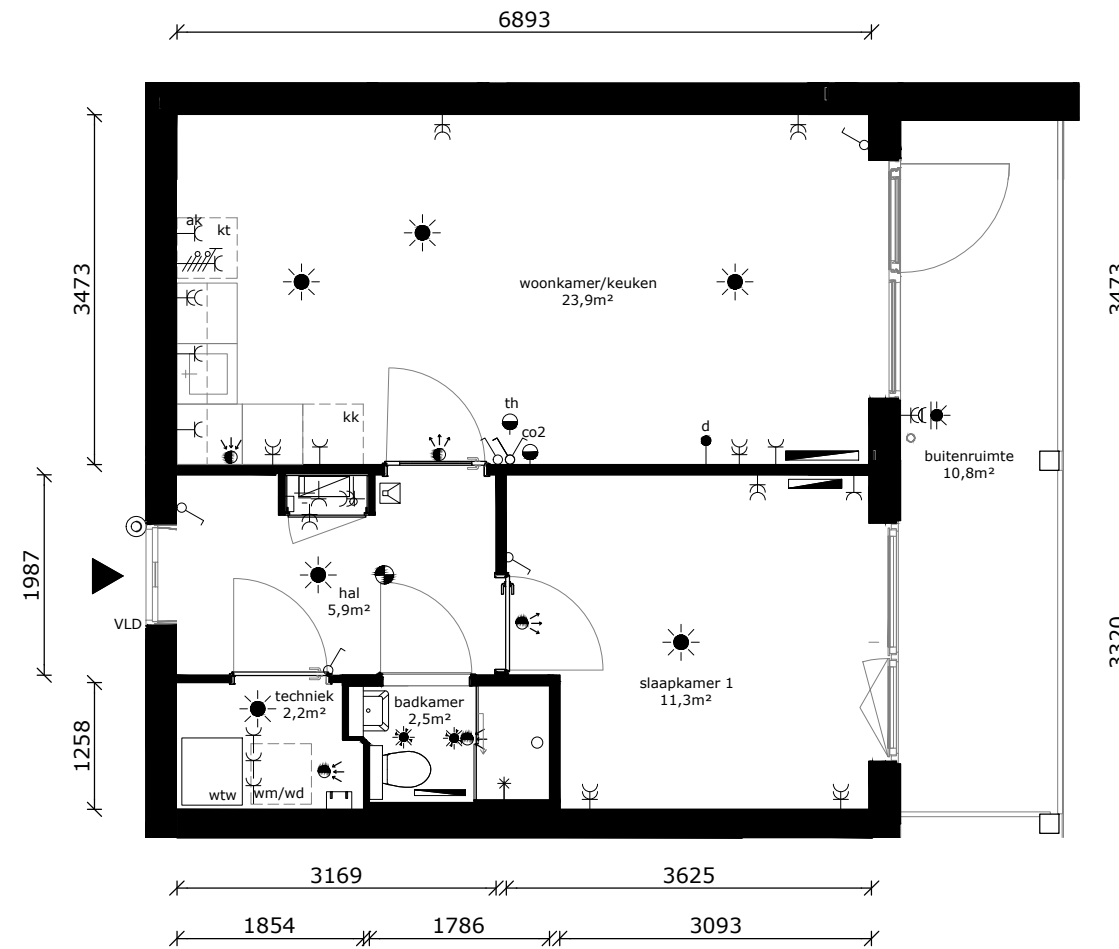 6893
ak
kt
3473
woonkamer/keuken
23,9m²
3473
kk
th
co2
d
buitenruimte
10,8m²
1987
hal
5,9m²
VLD
3320
slaapkamer 1
11,3m²
techniek
2,2m²
badkamer
2,5m²
1258
wtw
wm/wd
3169
3625
1854
1786
3093